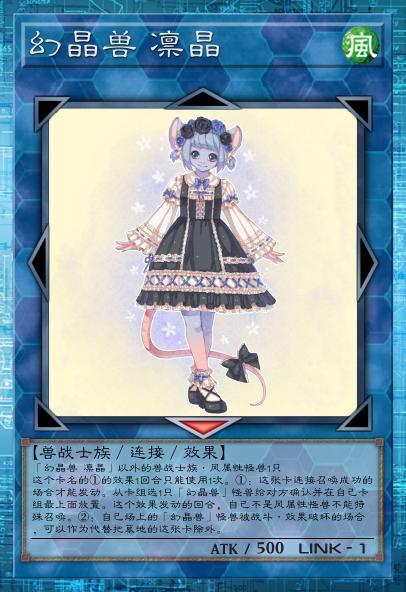 幻晶兽 凛晶
風
【兽战士族／连接／效果】
「幻晶兽 凛晶」以外的兽战士族·风属性怪兽1只
这个卡名的①的效果1回合只能使用1次。①：这张卡连接召唤成功的
场合才能发动。从卡组选1只「幻晶兽」怪兽给对方确认并在自己卡
组最上面放置。这个效果发动的回合，自己不是风属性怪兽不能特
殊召唤。②：自己场上的「幻晶兽」怪兽被战斗·效果破坏的场合
，可以作为代替把墓地的这张卡除外。
ATK / 500 LINK - 1